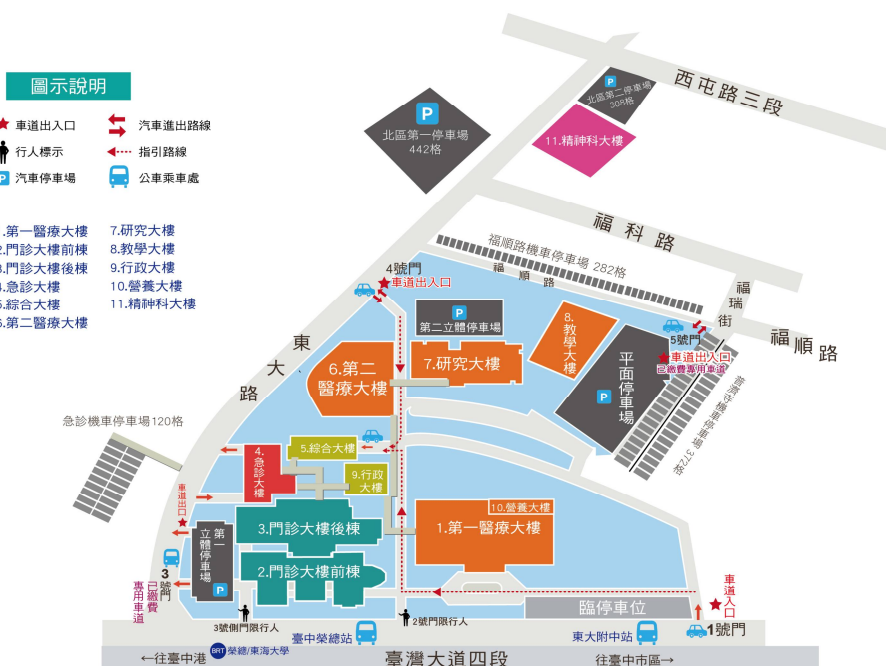 圖示說明
車道出入口
汽車進出路線
行人標示
指引路線
P 汽車停車場
公車乘車處
.第一醫療大樓
7.研究大樓
.門診大樓前棟
8.教學大樓
.門診大樓後棟
9.行政大樓
.急診大樓
10.營養大樓
.綜合大樓
11.精神科大樓
.第二醫療大樓
P
北區第二停車場
308格
西屯路三段
P
北區第一停車場
442格
11.精神科大樓
福科路
福順路機車停車場 282格
福順路
4號門
車道出入口
福瑞街
P
第二立體停車場
8.教學大樓
5號門
福順路
車道出入口
已繳費專用車道
東大路
6.第二
醫療大樓
7.研究大樓
平面停車場
P
普濟寺機車停車場 372格
急診機車停車場120格
4.急診大樓
5.綜合大樓
9.行政
大樓
車道出口
10.營養大樓
1.第一醫療大樓
3.門診大樓後棟
第一
立體停車場
P
2.門診大樓前棟
3號門
已繳費
專用車道
車道入口
臨停車位
3號側門限行人
2號門限行人
1號門
臺中榮總站
東大附中站
BRT 榮總/東海大學
←往臺中港
臺灣大道四段
往臺中市區→